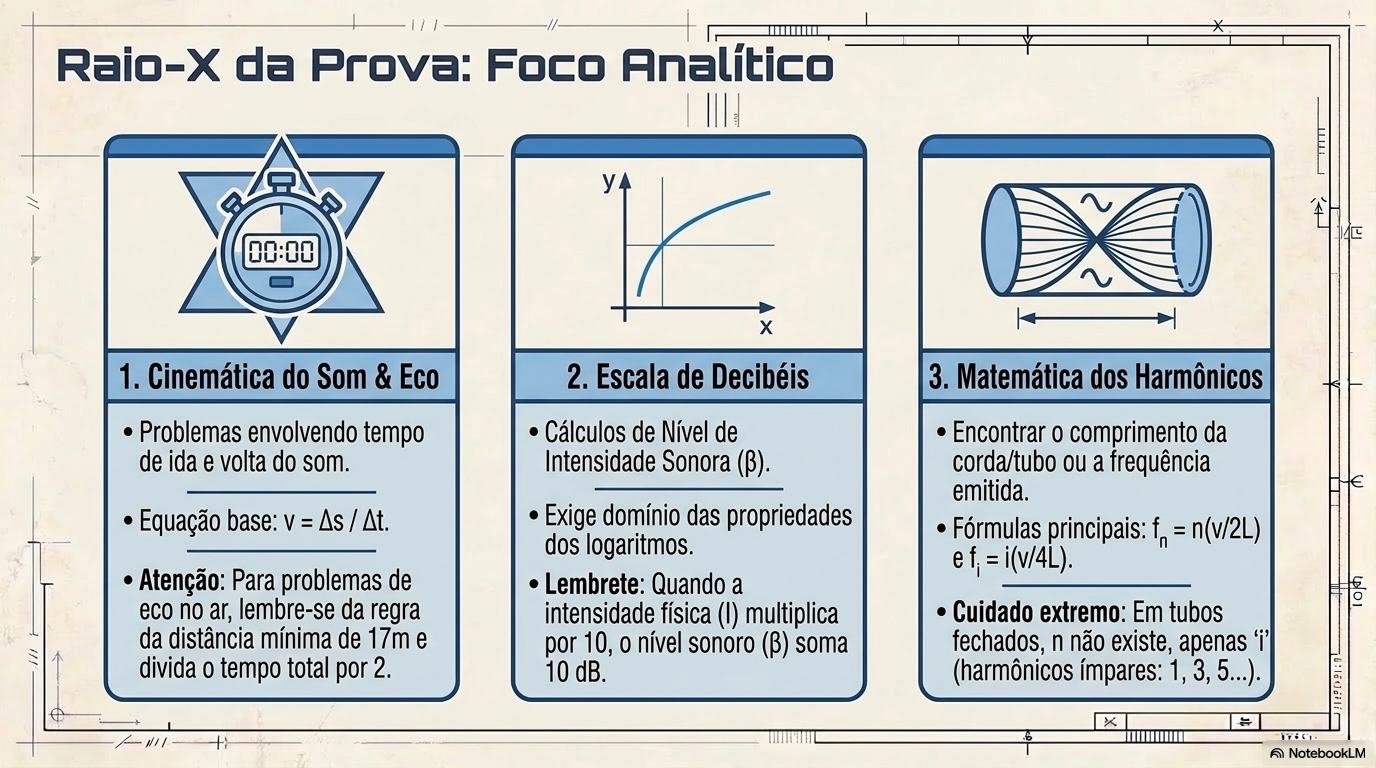 Raio-X da Prova: Foco Analítico
00:00
1. Cinemática do Som & Eco
• Problemas envolvendo tempo
de ida e volta do som.
• Equação base: v = Δs / Δt.
• Atenção: Para problemas de
eco no ar, lembre-se da regra
da distância mínima de 17m e
divida o tempo total por 2.
y
x
2. Escala de Decibéis
• Cálculos de Nível de
Intensidade Sonora (β).
• Exige domínio das propriedades
dos logaritmos.
• Lembrete: Quando a
intensidade física (I) multiplica
por 10, o nível sonoro (β) soma
10 dB.
3. Matemática dos Harmônicos
• Encontrar o comprimento da
corda/tubo ou a frequência
emitida.
• Fórmulas principais: fₙ = n(v/2L)
e fᵢ = i(v/4L).
• Cuidado extremo: Em tubos
fechados, n não existe, apenas ‘i’
(harmônicos ímpares: 1, 3, 5...).
NotebookLM